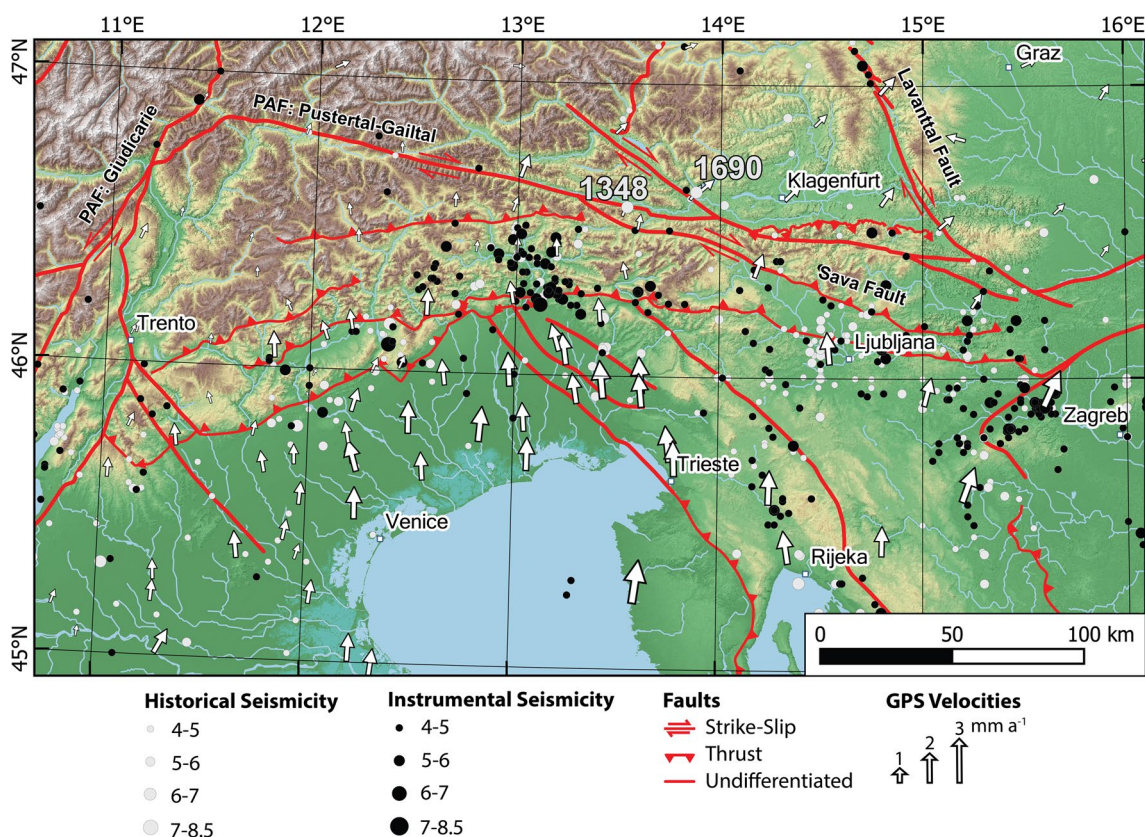 11°E 12°E 13°E 14°E 15°E 16°E
47°N
46°N
45°N
Graz
PAF: Pustertal-Gailtal
PAF: Giudicarie
Lavanttal Fault
1690
1348
Klagenfurt
Sava Fault
Trento
Ljubljana
Zagreb
Trieste
Venice
Rijeka
0 50 100 km
Historical Seismicity
4-5
5-6
6-7
7-8.5
Instrumental Seismicity
4-5
5-6
6-7
7-8.5
Faults
Strike-Slip
Thrust
Undifferentiated
GPS Velocities
1 2 3 mm a⁻¹